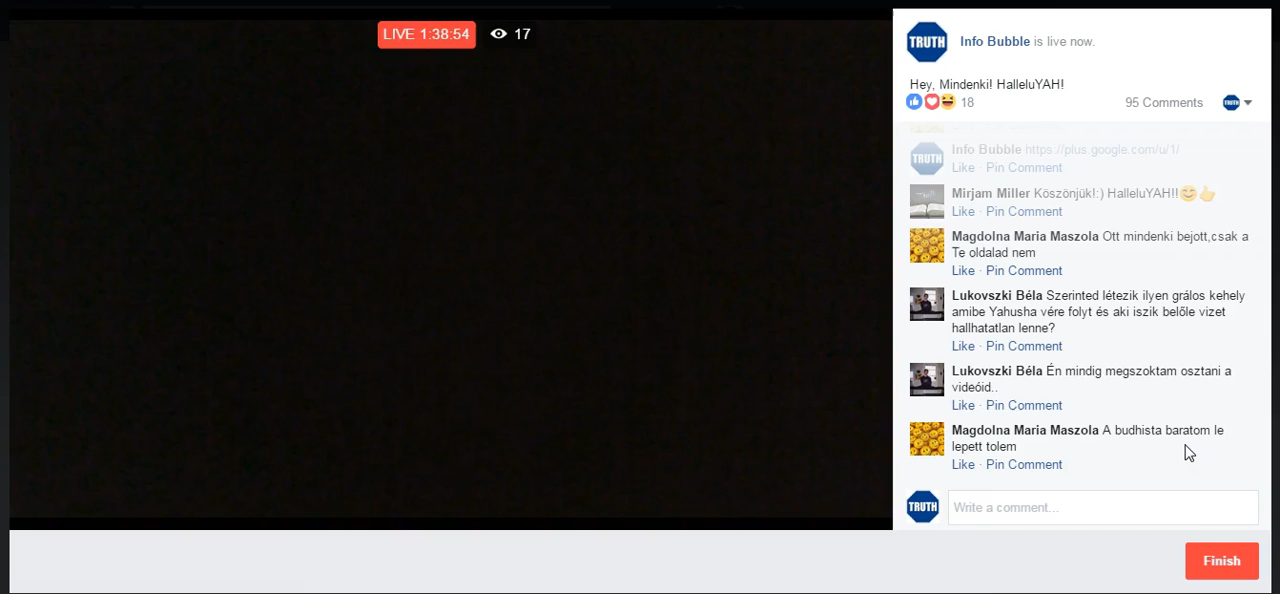 LIVE 1:38:54
17
TRUTH
Info Bubble is live now.
Hey, Mindenki! HalleluYAH!
18
95 Comments
TRUTH
TRUTH
Info Bubble https://plus.google.com/u/1/
Like · Pin Comment
Mirjam Miller Köszönjük!:) HalleluYAH!!😊👍
Like · Pin Comment
Magdolna Maria Maszola Ott mindenki bejott,csak a
Te oldalad nem
Like · Pin Comment
Lukovszki Béla Szerinted létezik ilyen grálos kehely
amibe Yahusha vére folyt és aki iszik belőle vizet
hallhatatlan lenne?
Like · Pin Comment
Lukovszki Béla Én mindig megszoktam osztani a
videóid..
Like · Pin Comment
Magdolna Maria Maszola A budhista baratom le
lepett tolem
Like · Pin Comment
TRUTH
Write a comment...
Finish